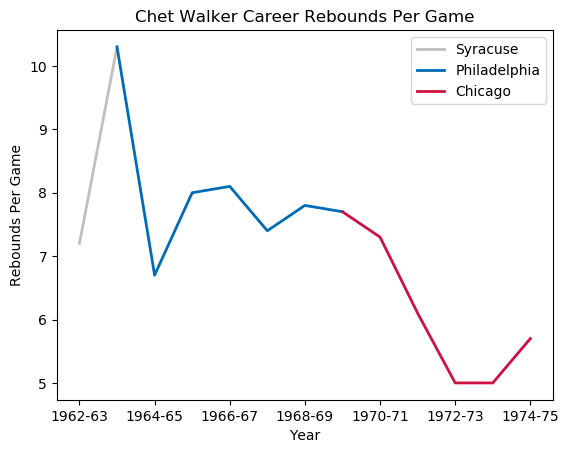 Chet Walker Career Rebounds Per Game
Syracuse
Philadelphia
Chicago
Rebounds Per Game
10
9
8
7
6
5
1962-63 1964-65 1966-67 1968-69 1970-71 1972-73 1974-75
Year